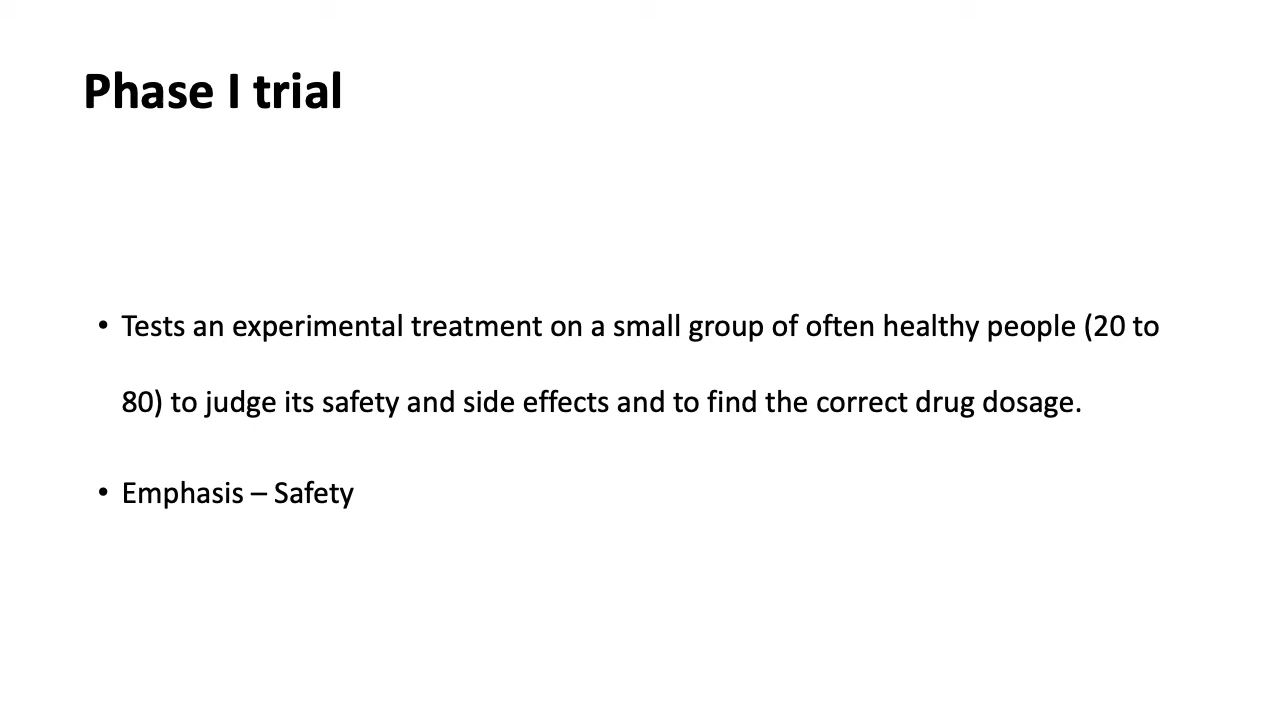 Phase I trial
• Tests an experimental treatment on a small group of often healthy people (20 to
80) to judge its safety and side effects and to find the correct drug dosage.
• Emphasis – Safety